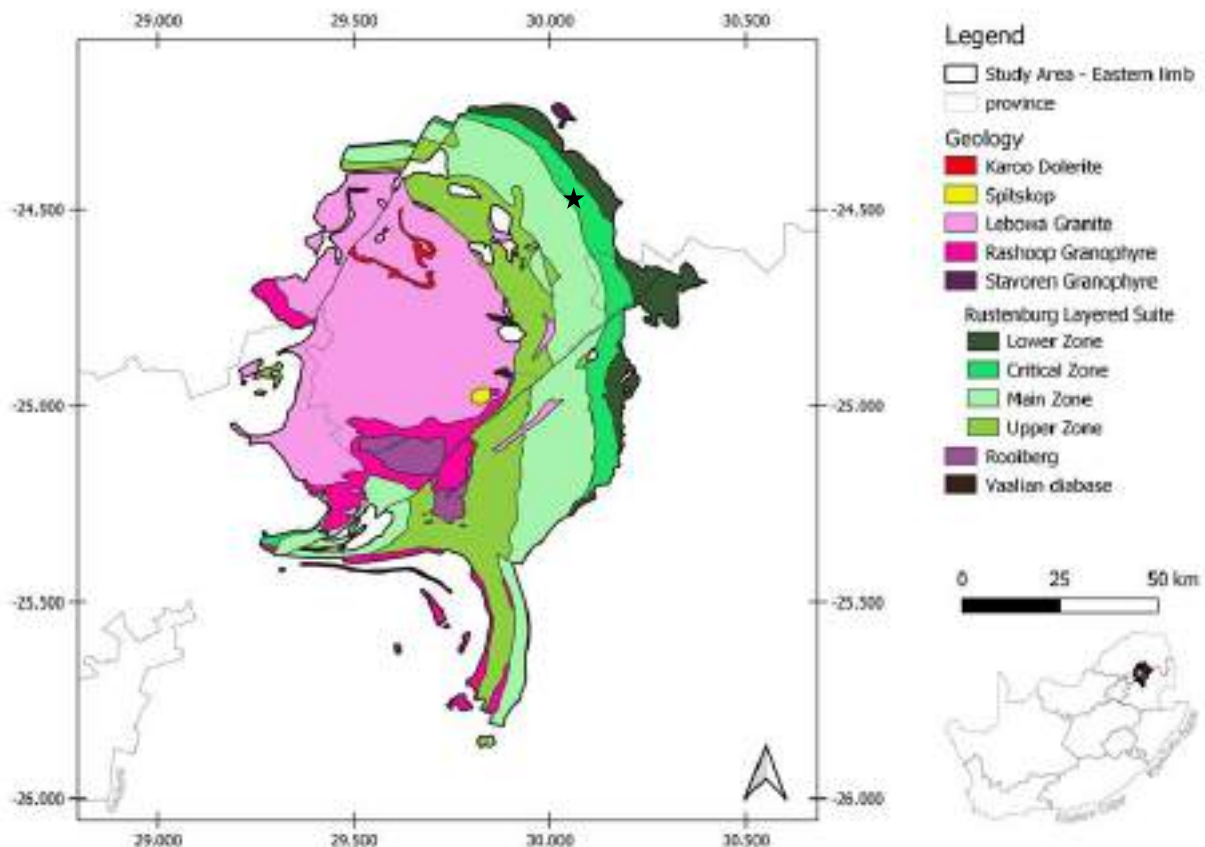 29.000 29.500 30.000 30.500
-24.500 -24.500
-25.000 -25.000
-25.500 -25.500
-26.000 -26.000
29.000 29.500 30.000 30.500
Legend
Study Area - Eastern limb
province
Geology
Karoo Dolerite
Spitskop
Lebowa Granite
Rashoop Granophyre
Stavoren Granophyre
Rustenburg Layered Suite
Lower Zone
Critical Zone
Main Zone
Upper Zone
Rooiberg
Vaalian diabase
0 25 50 km